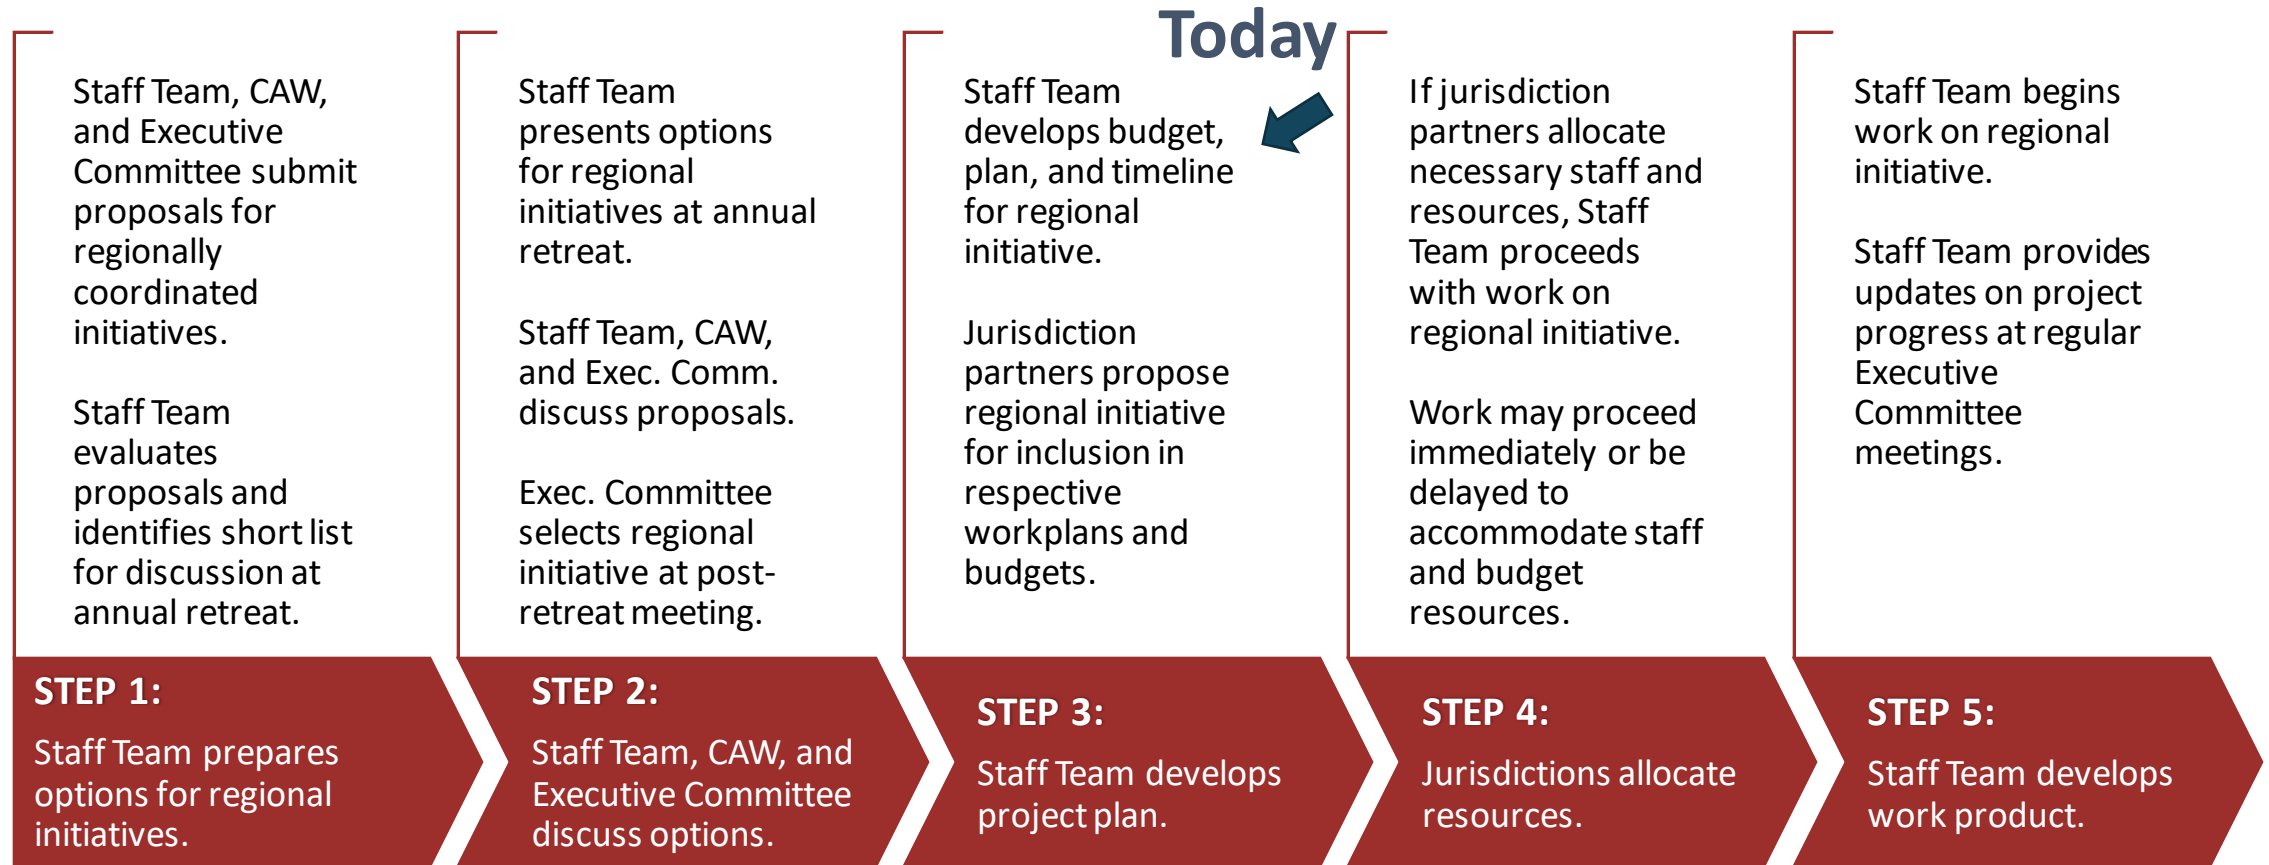 Today
Staff Team, CAW,
and Executive
Committee submit
proposals for
regionally
coordinated
initiatives.
Staff Team
evaluates
proposals and
identifies short list
for discussion at
annual retreat.
STEP 1:
Staff Team prepares
options for regional
initiatives.
Staff Team
presents options
for regional
initiatives at annual
retreat.
Staff Team, CAW,
and Exec. Comm.
discuss proposals.
Exec. Committee
selects regional
initiative at post-
retreat meeting.
STEP 2:
Staff Team, CAW, and
Executive Committee
discuss options.
Staff Team
develops budget,
plan, and timeline
for regional
initiative.
Jurisdiction
partners propose
regional initiative
for inclusion in
respective
workplans and
budgets.
STEP 3:
Staff Team develops
project plan.
If jurisdiction
partners allocate
necessary staff and
resources, Staff
Team proceeds
with work on
regional initiative.
Work may proceed
immediately or be
delayed to
accommodate staff
and budget
resources.
STEP 4:
Jurisdictions allocate
resources.
Staff Team begins
work on regional
initiative.
Staff Team provides
updates on project
progress at regular
Executive
Committee
meetings.
STEP 5:
Staff Team develops
work product.